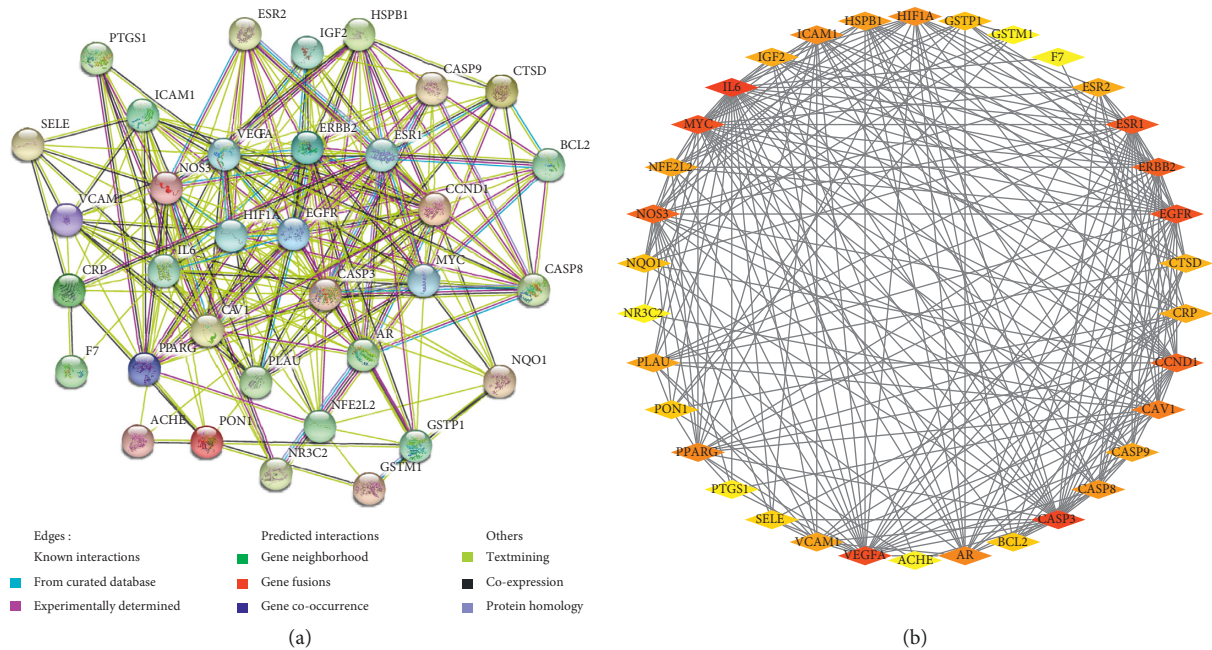 ESR2
HSPB1
IGF2
PTGS1
CASP9
CTSD
ICAM1
SELE
VEGFA
ERBB2
ESR1
BCL2
NOS3
CCND1
VCAM1
HIF1A
EGFR
IL6
MYC
CRP
CASP3
CASP8
CAV1
AR
F7
PPARG
PLAU
NQO1
NFE2L2
ACHE
PON1
GSTP1
NR3C2
GSTM1
Edges :
Known interactions
From curated database
Experimentally determined
Predicted interactions
Gene neighborhood
Gene fusions
Gene co-occurrence
Others
Textmining
Co-expression
Protein homology
(a)
HIF1A
GSTP1
GSTM1
F7
ESR2
ESR1
ERBB2
EGFR
CTSD
CRP
CCND1
CAV1
CASP9
CASP8
CASP3
BCL2
AR
ACHE
VEGFA
VCAM1
SELE
PTGS1
PPARG
PON1
PLAU
NR3C2
NQO1
NOS3
NFE2L2
MYC
IL6
IGF2
ICAM1
HSPB1
(b)